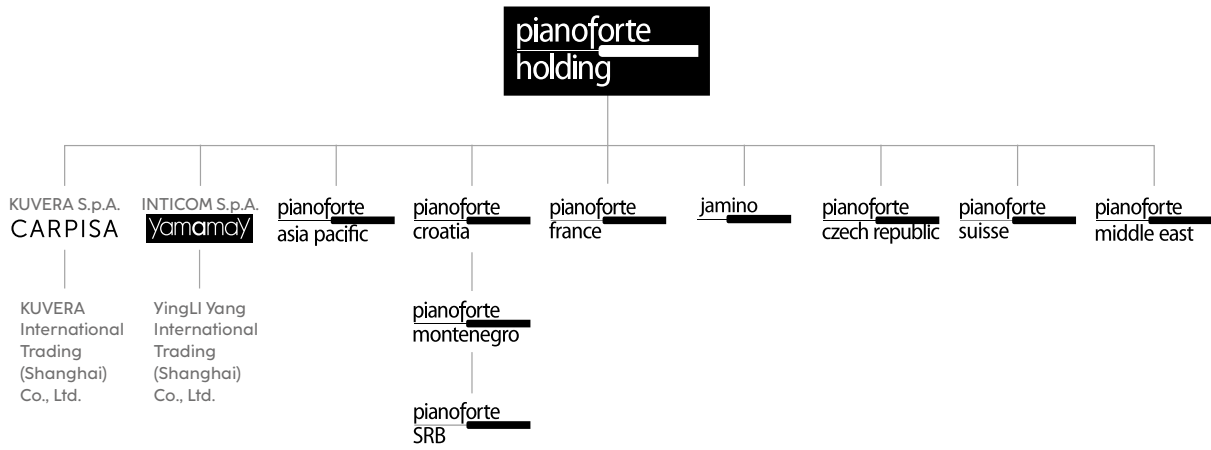 pianoforte
holding
KUVERA S.p.A.
CARPISA
INTICOM S.p.A.
yamamay
pianoforte
asia pacific
pianoforte
croatia
pianoforte
france
jamino
pianoforte
czech republic
pianoforte
suisse
pianoforte
middle east
KUVERA
International
Trading
(Shanghai)
Co., Ltd.
YingLI Yang
International
Trading
(Shanghai)
Co., Ltd.
pianoforte
montenegro
pianoforte
SRB